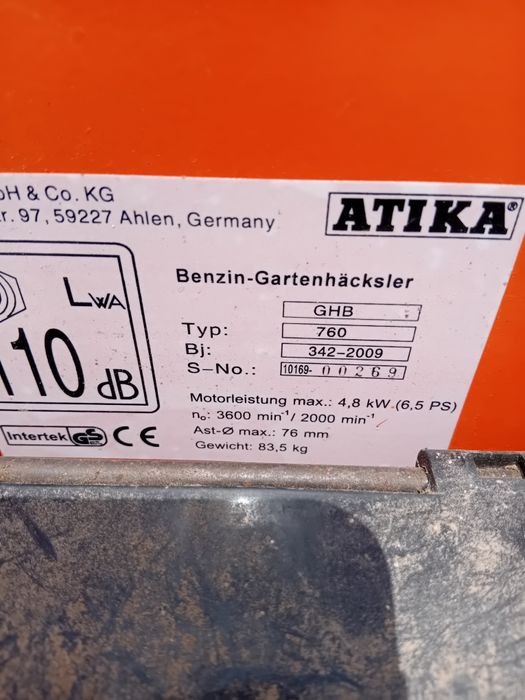 & Co. KG
97, 59227 Ahlen, Germany
ATIKA®
LWA
110 dB
Intertek GS CE
Benzin-Gartenhäcksler
GHB
Typ: 760
Bj: 342-2009
S-No.: 10169- 00269
Motorleistung max.: 4,8 kW (6,5 PS)
n₀: 3600 min⁻¹/ 2000 min⁻¹
Ast-Ø max.: 76 mm
Gewicht: 83,5 kg